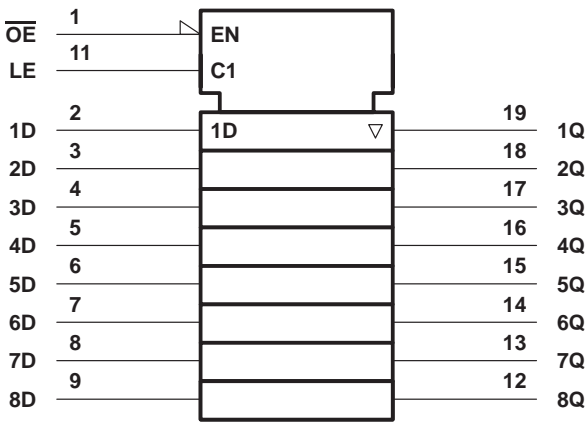 OE 1 EN
LE 11 C1
1D 2 1D 19 1Q
2D 3 18 2Q
3D 4 17 3Q
4D 5 16 4Q
5D 6 15 5Q
6D 7 14 6Q
7D 8 13 7Q
8D 9 12 8Q